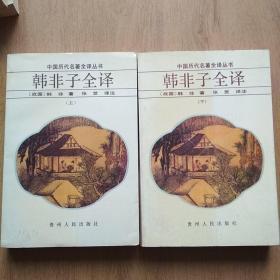 中国历代名著全译丛书
韩非子全译
〔战国〕韩 非 著 张 觉 译注
（上）
贵州人民出版社
中国历代名著全译丛书
韩非子全译
〔战国〕韩 非 著 张 觉 译注
（下）
贵州人民出版社